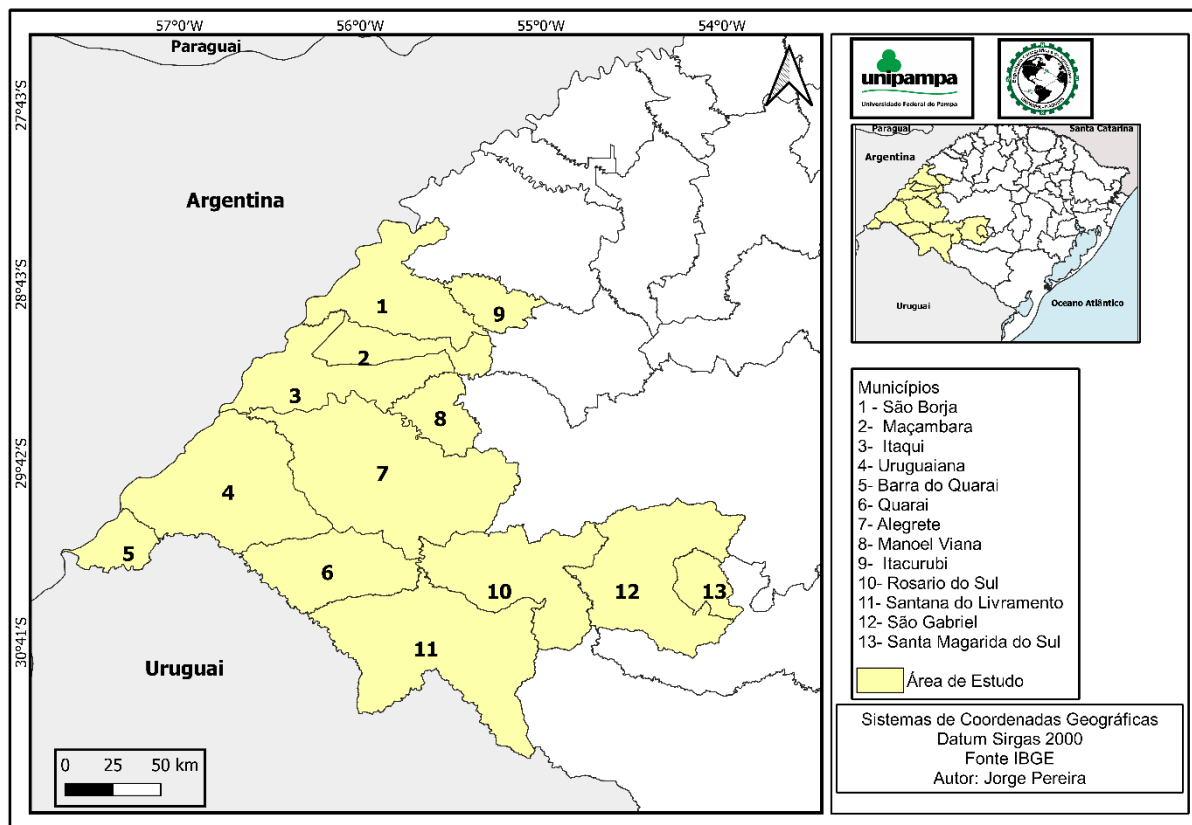 57°0'W 56°0'W 55°0'W 54°0'W
Paraguai
27°43'S
Argentina
28°43'S
1
9
2
3
8
29°42'S
7
4
5
6
10
12
13
30°41'S
11
Uruguai
0 25 50 km
unipampa
Universidade Federal do Pampa
Paraguai
Santa Catarina
Argentina
Uruguai
Oceano Atlântico
Municípios
1 - São Borja
2- Maçambara
3- Itaqui
4- Uruguaiana
5- Barra do Quarai
6- Quarai
7- Alegrete
8- Manoel Viana
9- Itacurubi
10- Rosario do Sul
11- Santana do Livramento
12- São Gabriel
13- Santa Magarida do Sul
Área de Estudo
Sistemas de Coordenadas Geográficas
Datum Sirgas 2000
Fonte IBGE
Autor: Jorge Pereira